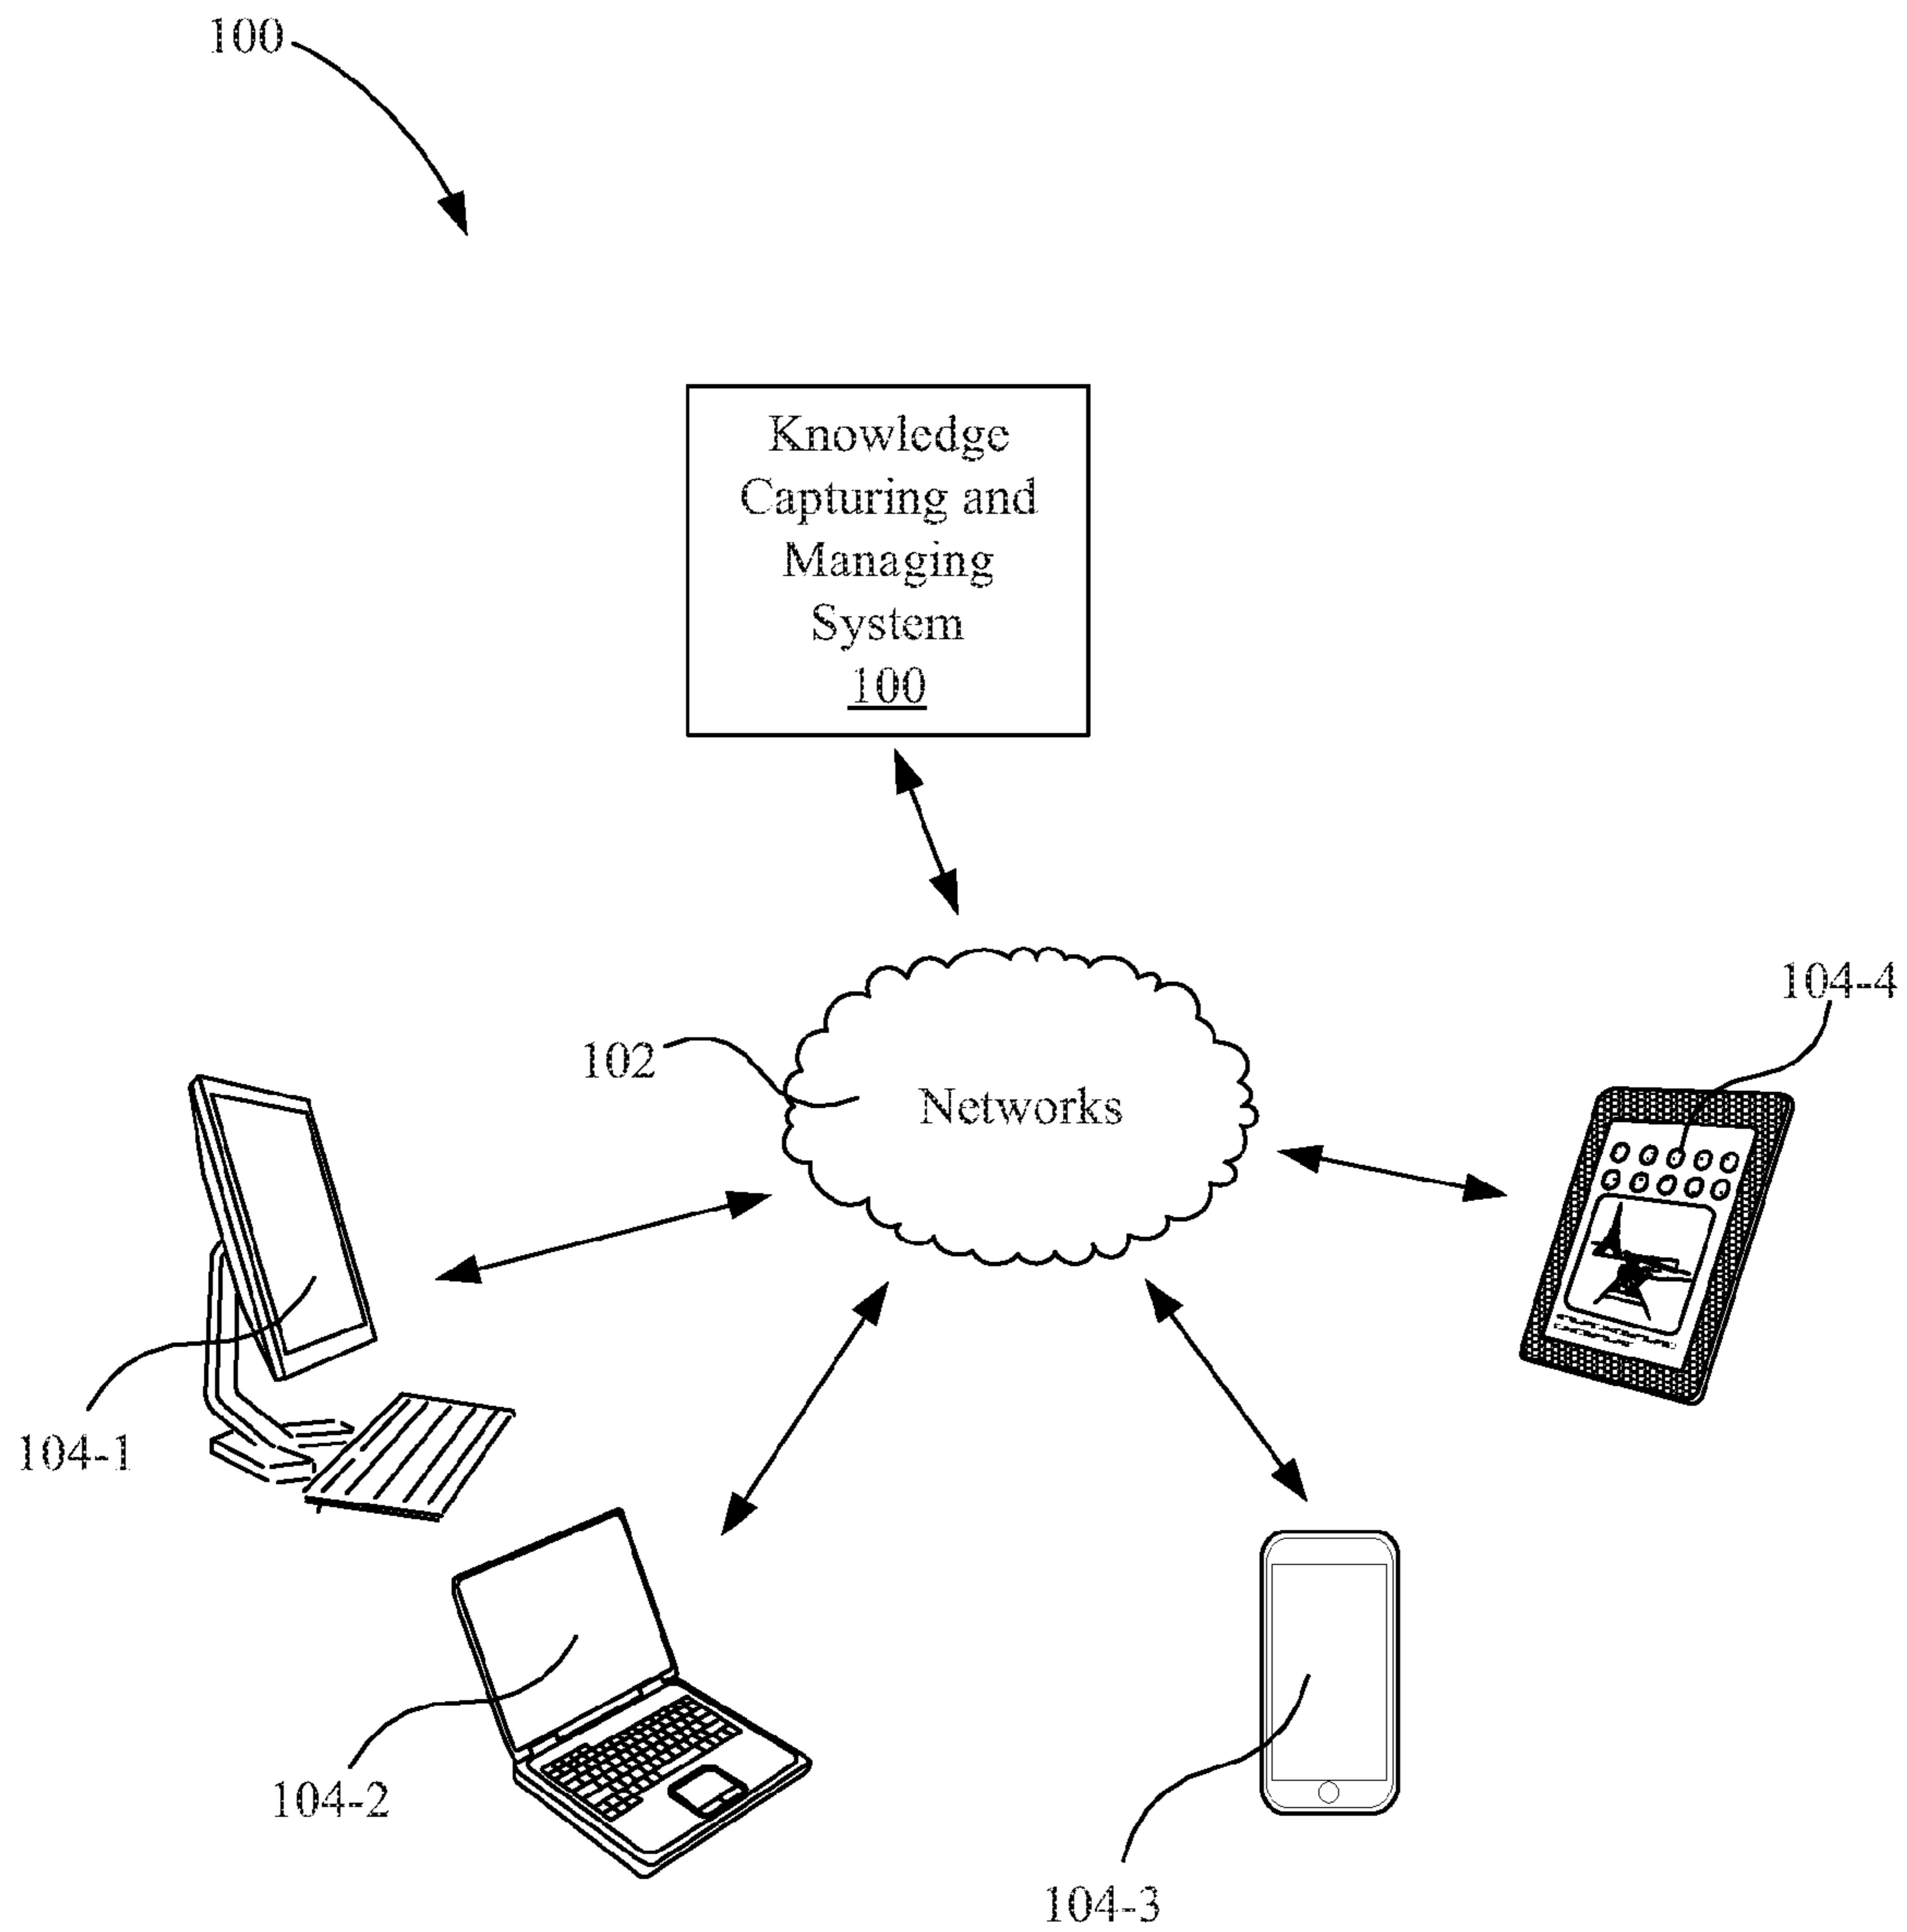 100
Knowledge
Capturing and
Managing
System
100
104-4
102
Networks
104-1
104-2
104-3